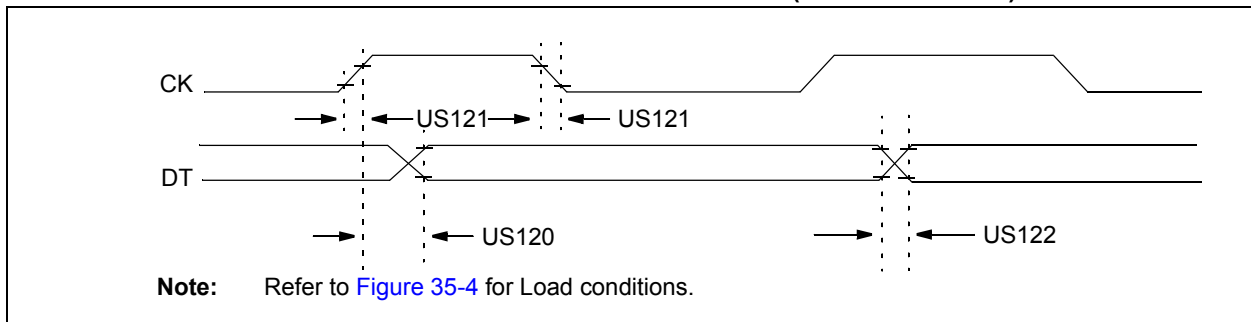 CK
US121 US121
DT
US120 US122
Note: Refer to Figure 35-4 for Load conditions.